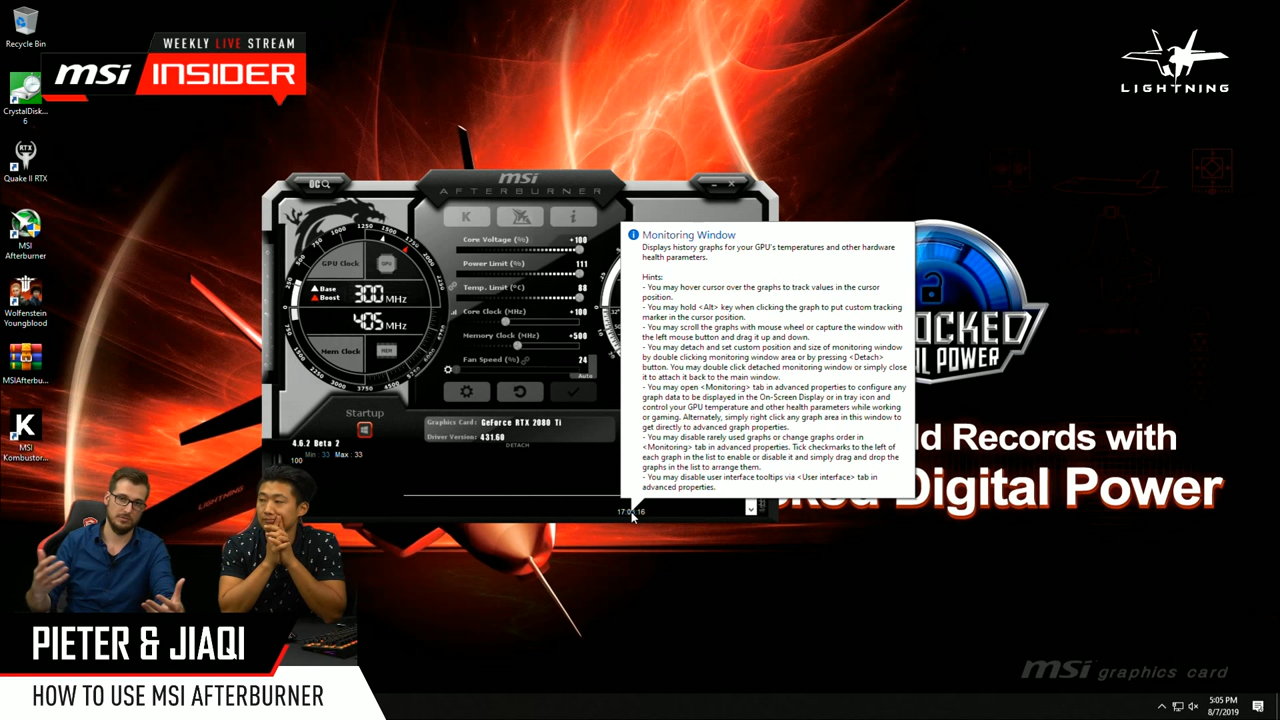 Recycle Bin
WEEKLY LIVE STREAM
msi INSIDER
LIGHTNING
CrystalDisk...
6
RTX
Quake II RTX
MSI
Afterburner
Wolfenstein
Youngblood
MSIAfterbu...
K
MSI
Kombustor...
OC
msi
AFTERBURNER
K
i
GPU Clock
GPU
Base
Boost
300 MHz
405 MHz
Mem Clock
MEM
750
1000
1250
1500
1750
2000
Core Voltage (%)
+100
Power Limit (%)
111
Temp. Limit (°C)
88
Core Clock (MHz)
+100
Memory Clock (MHz)
+500
Fan Speed (%)
24
Auto
Startup
4.6.2 Beta 2
Graphics Card: GeForce RTX 2080 Ti
Driver Version: 431.60
DETACH
Min : 33 Max : 33
100
Monitoring Window
Displays history graphs for your GPU's temperatures and other hardware
health parameters.
Hints:
- You may hover cursor over the graphs to track values in the cursor
position.
- You may hold <Alt> key when clicking the graph to put custom tracking
marker in the cursor position.
- You may scroll the graphs with mouse wheel or capture the window with
the left mouse button and drag it up and down.
- You may detach and set custom position and size of monitoring window
by double clicking monitoring window area or by pressing <Detach>
button. You may double click detached monitoring window or simply close
it to attach it back to the main window.
- You may open <Monitoring> tab in advanced properties to configure any
graph data to be displayed in the On-Screen Display or in tray icon and
control your GPU temperature and other health parameters while working
or gaming. Alternately, simply right click any graph area in this window to
get directly to advanced graph properties.
- You may disable rarely used graphs or change graphs order in
<Monitoring> tab in advanced properties. Tick checkmarks to the left of
each graph in the list to enable or disable it and simply drag and drop the
graphs in the list to arrange them.
- You may disable user interface tooltips via <User interface> tab in
advanced properties.
OCKED
L POWER
ld Records with
ked Digital Power
LIGHTNING
PIETER & JIAQI
HOW TO USE MSI AFTERBURNER
msi graphics card
5:05 PM
8/7/2019